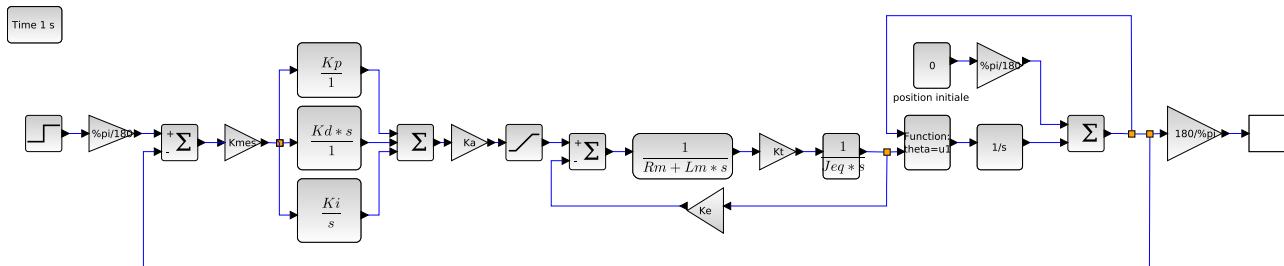 Time 1 s
%pi/180
+
-
Σ
Kmes
Kp
1
Kd * s
1
Ki
s
Σ
Ka
+
-
Σ
1
Rm + Lm * s
Kt
1
Jeq * s
Ke
Function:
theta=u1
1/s
0
position initiale
%pi/180
Σ
180/%pi